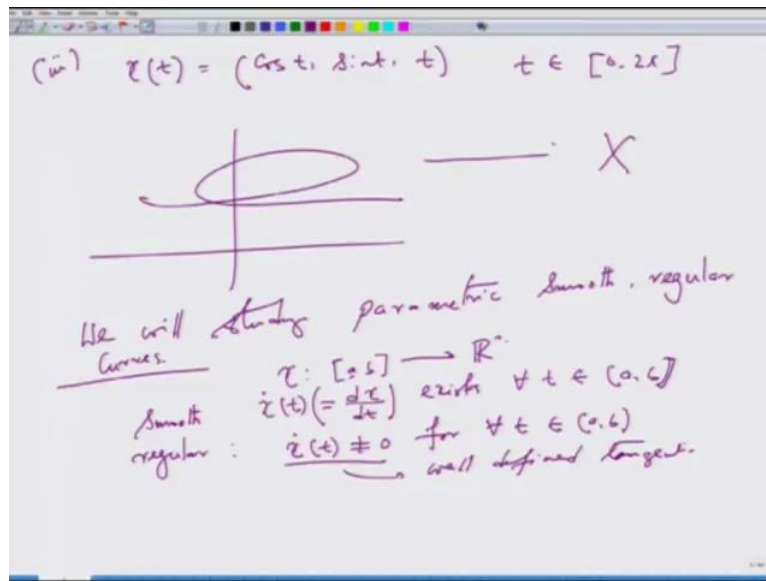 (iii) γ(t) = (cos t, sin t, t) t ∈ [0, 2π]
X
We will study parametric smooth, regular
curves.
γ : [a, b] → ℝⁿ.
smooth γ̇(t) (= dγ/dt) exists ∀ t ∈ (a, b)
regular : γ̇(t) ≠ 0 for ∀ t ∈ (a, b)
→ well defined tangent.